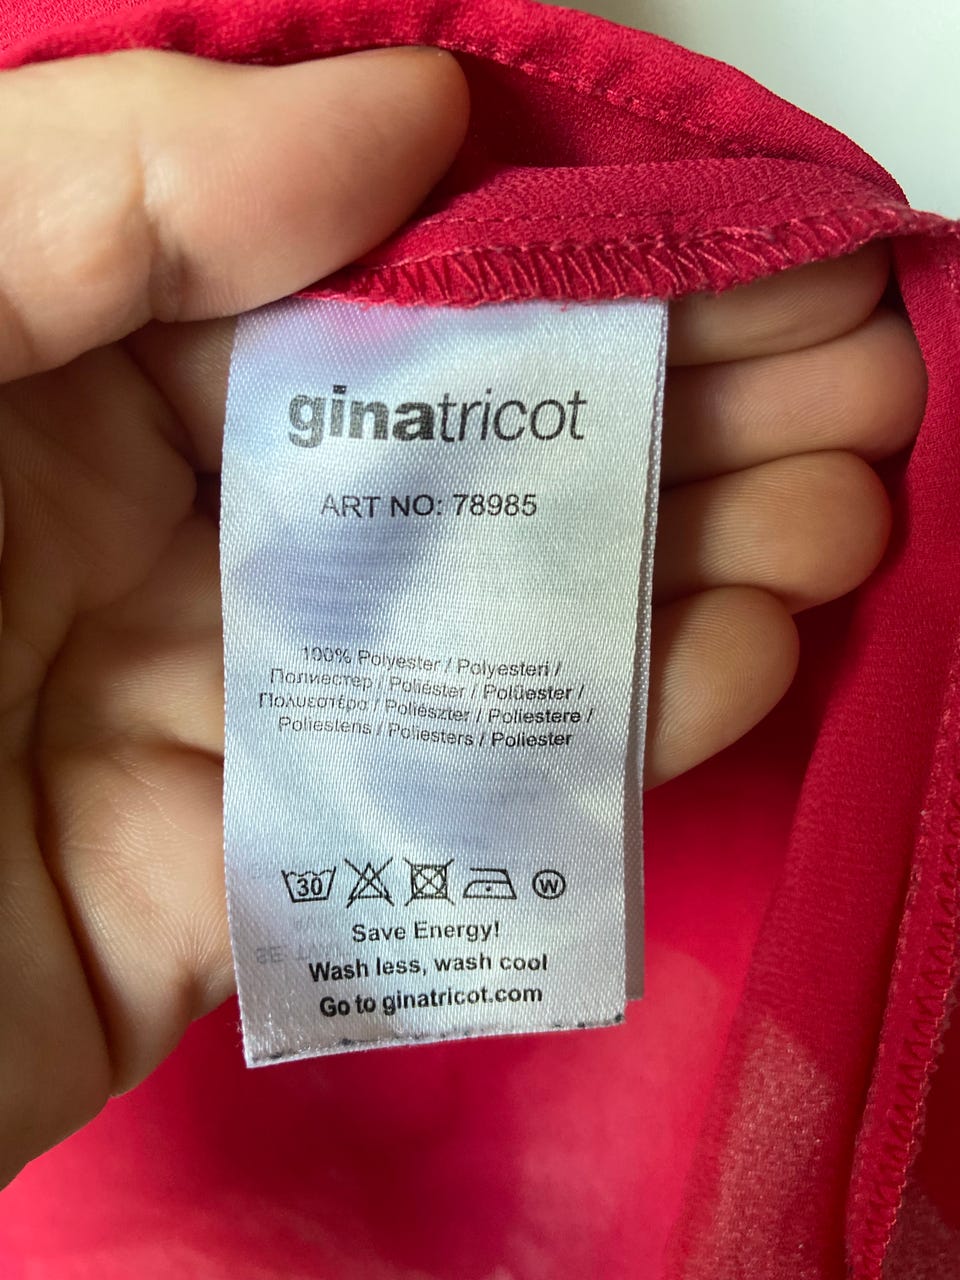 ginatricot
ART NO: 78985
100% Polyester / Polyesteri /
Полиестер / Poliéster / Polüester /
Πολυεστέρα / Poliészter / Poliestere /
Poliesteris / Poliesters / Poliester
30 W
Save Energy!
Wash less, wash cool
Go to ginatricot.com